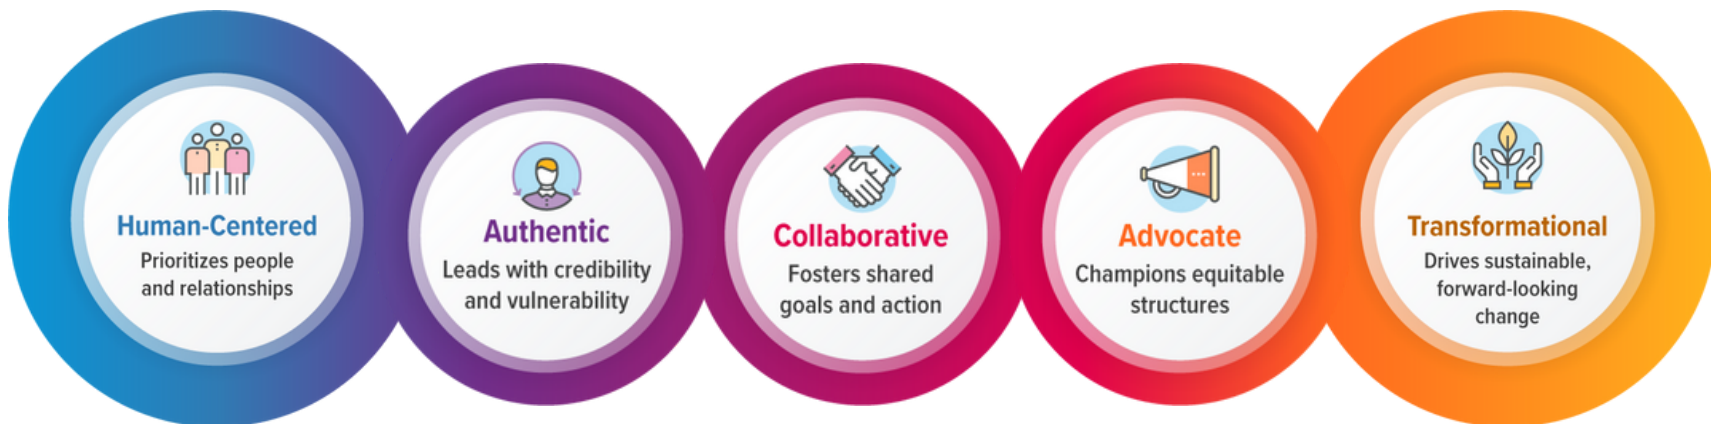 Human-Centered
Prioritizes people
and relationships
Authentic
Leads with credibility
and vulnerability
Collaborative
Fosters shared
goals and action
Advocate
Champions equitable
structures
Transformational
Drives sustainable,
forward-looking
change